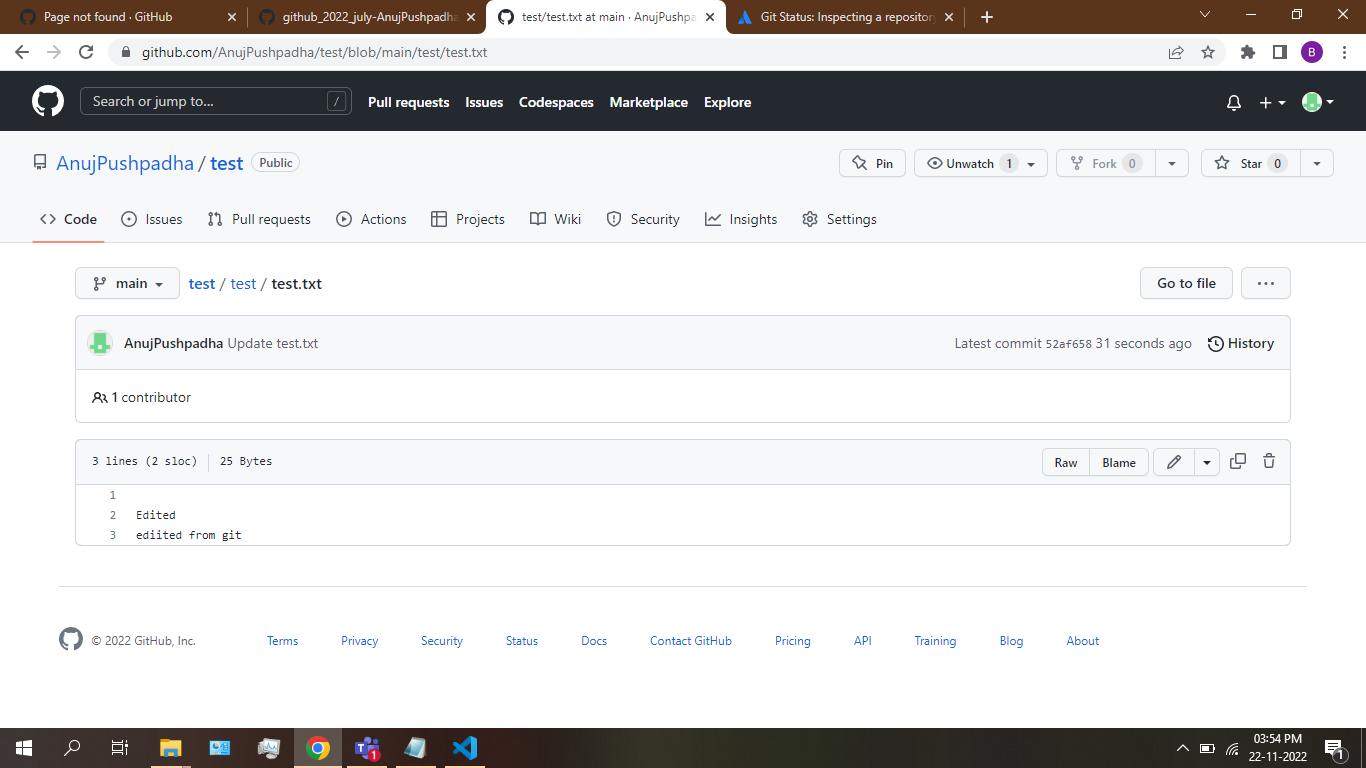 Page not found · GitHub
github_2022_july-AnujPushpadha
test/test.txt at main · AnujPushpa
Git Status: Inspecting a repository
github.com/AnujPushpadha/test/blob/main/test/test.txt
B
Search or jump to...
/
Pull requests
Issues
Codespaces
Marketplace
Explore
AnujPushpadha / test
Public
Pin
Unwatch 1
Fork 0
Star 0
Code
Issues
Pull requests
Actions
Projects
Wiki
Security
Insights
Settings
main
test / test / test.txt
Go to file
AnujPushpadha Update test.txt
Latest commit 52af658 31 seconds ago
History
1 contributor
3 lines (2 sloc)
25 Bytes
Raw
Blame
1
2 Edited
3 ediited from git
© 2022 GitHub, Inc.
Terms
Privacy
Security
Status
Docs
Contact GitHub
Pricing
API
Training
Blog
About
1
03:54 PM
22-11-2022
1